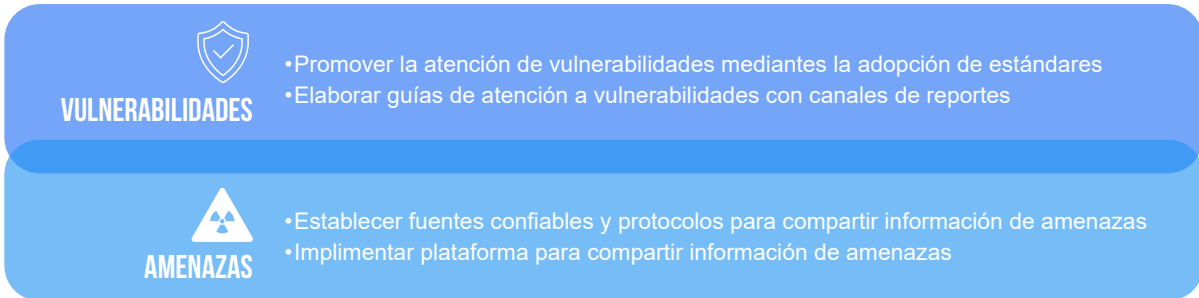 VULNERABILIDADES
•Promover la atención de vulnerabilidades mediantes la adopción de estándares
•Elaborar guías de atención a vulnerabilidades con canales de reportes
AMENAZAS
•Establecer fuentes confiables y protocolos para compartir información de amenazas
•Implimentar plataforma para compartir información de amenazas